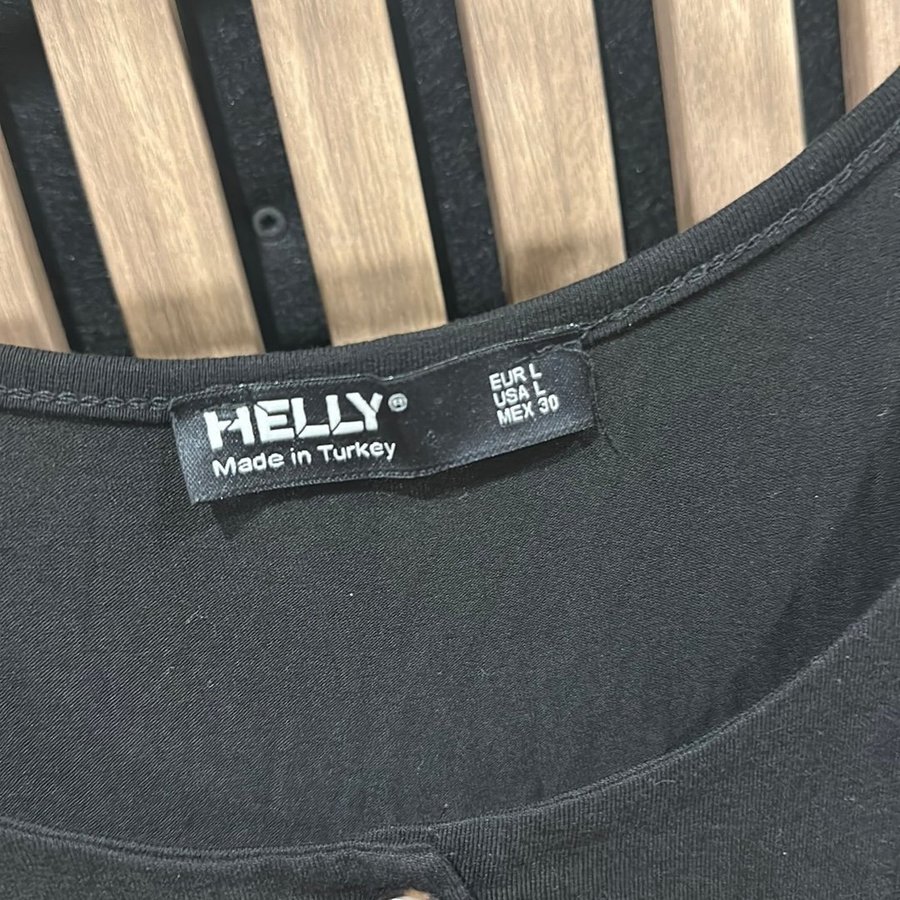 HELLY®
Made in Turkey
EUR L
USA L
MEX 30